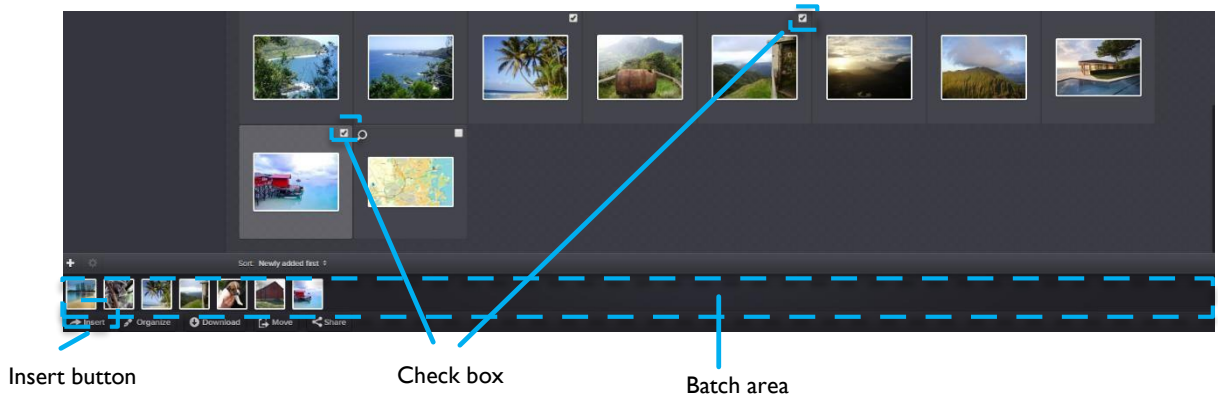 Sort: Newly added first
Insert Organize Download Move Share
Insert button Check box Batch area